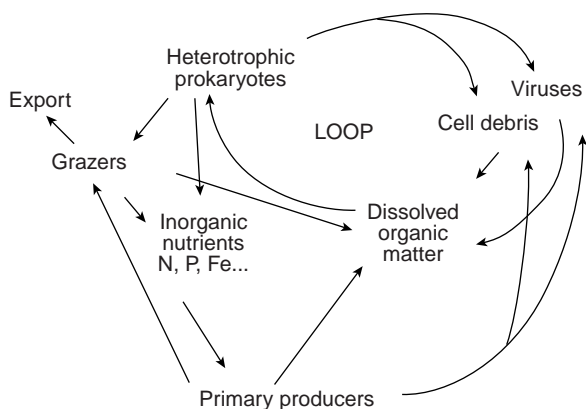 Heterotrophic
prokaryotes
Viruses
Export
Cell debris
LOOP
Grazers
Inorganic
nutrients
N, P, Fe...
Dissolved
organic
matter
Primary producers